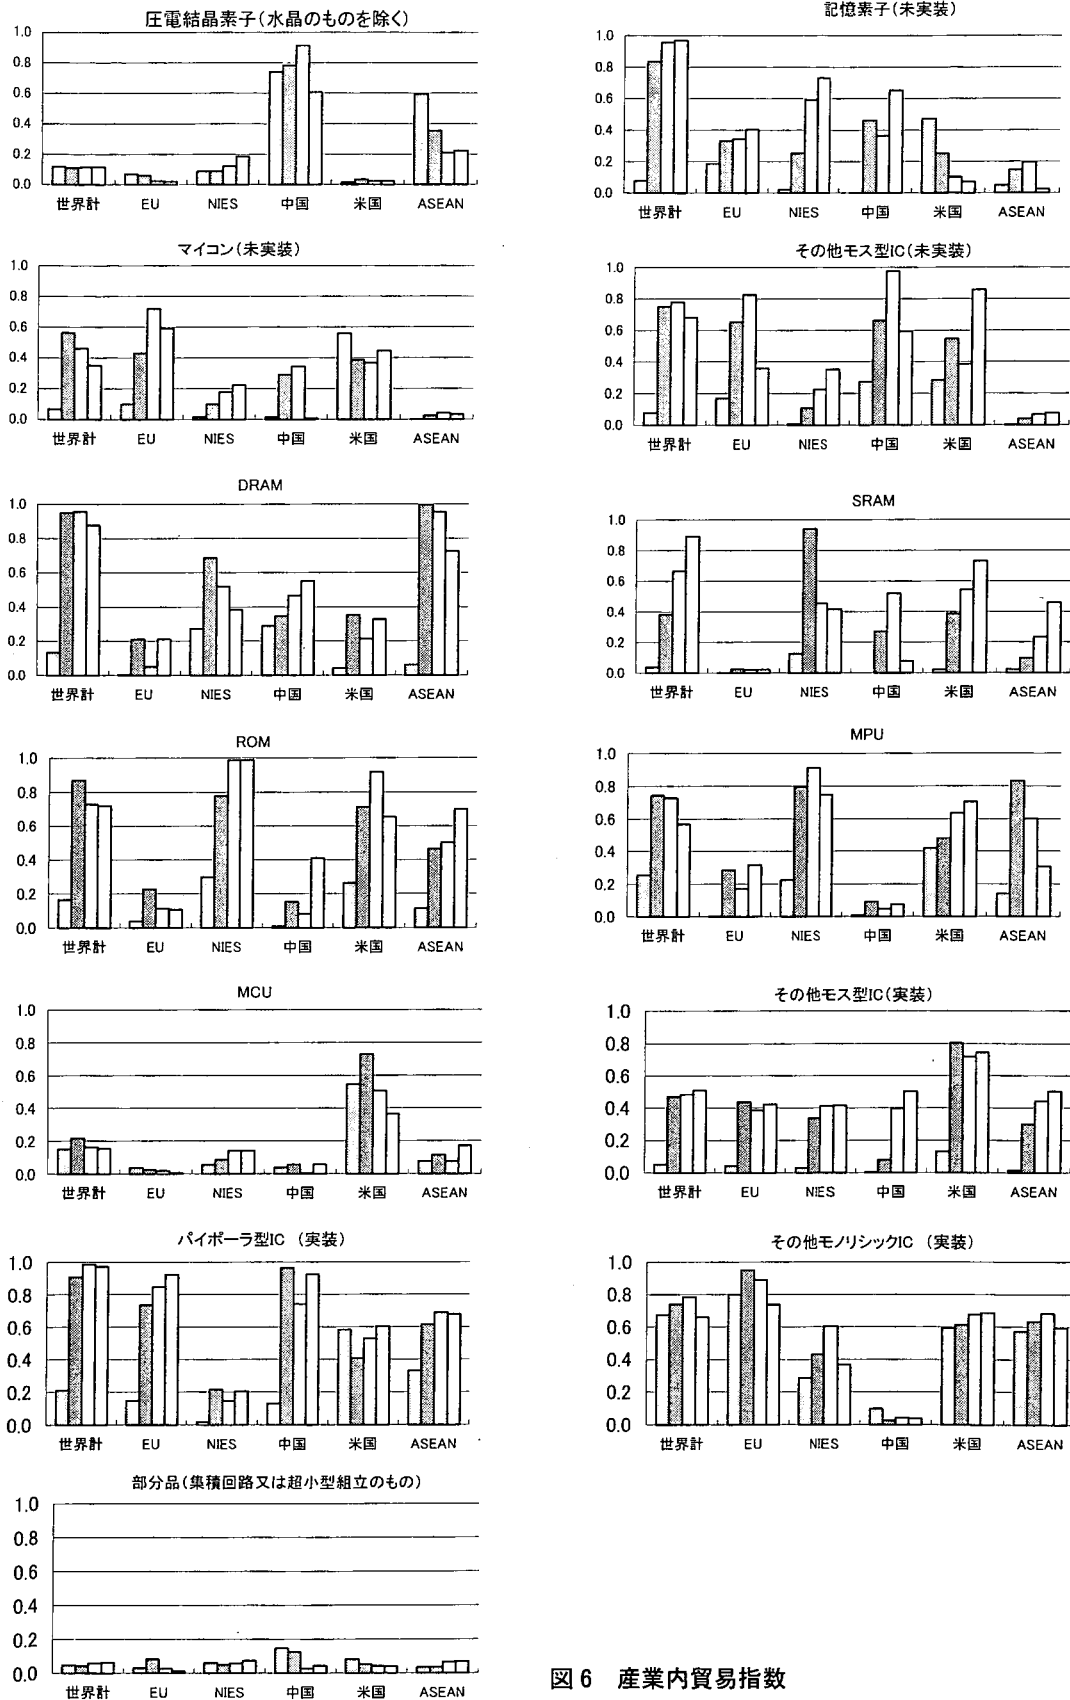 圧電結晶素子(水晶のものを除く)
1.0
0.8
0.6
0.4
0.2
0.0
世界計 EU NIES 中国 米国 ASEAN
記憶素子(未実装)
1.0
0.8
0.6
0.4
0.2
0.0
世界計 EU NIES 中国 米国 ASEAN
マイコン(未実装)
1.0
0.8
0.6
0.4
0.2
0.0
世界計 EU NIES 中国 米国 ASEAN
その他モス型IC(未実装)
1.0
0.8
0.6
0.4
0.2
0.0
世界計 EU NIES 中国 米国 ASEAN
DRAM
1.0
0.8
0.6
0.4
0.2
0.0
世界計 EU NIES 中国 米国 ASEAN
SRAM
1.0
0.8
0.6
0.4
0.2
0.0
世界計 EU NIES 中国 米国 ASEAN
ROM
1.0
0.8
0.6
0.4
0.2
0.0
世界計 EU NIES 中国 米国 ASEAN
MPU
1.0
0.8
0.6
0.4
0.2
0.0
世界計 EU NIES 中国 米国 ASEAN
MCU
1.0
0.8
0.6
0.4
0.2
0.0
世界計 EU NIES 中国 米国 ASEAN
その他モス型IC(実装)
1.0
0.8
0.6
0.4
0.2
0.0
世界計 EU NIES 中国 米国 ASEAN
バイポーラ型IC (実装)
1.0
0.8
0.6
0.4
0.2
0.0
世界計 EU NIES 中国 米国 ASEAN
その他モノリシックIC (実装)
1.0
0.8
0.6
0.4
0.2
0.0
世界計 EU NIES 中国 米国 ASEAN
部分品(集積回路又は超小型組立のもの)
1.0
0.8
0.6
0.4
0.2
0.0
世界計 EU NIES 中国 米国 ASEAN
図6 産業内貿易指数